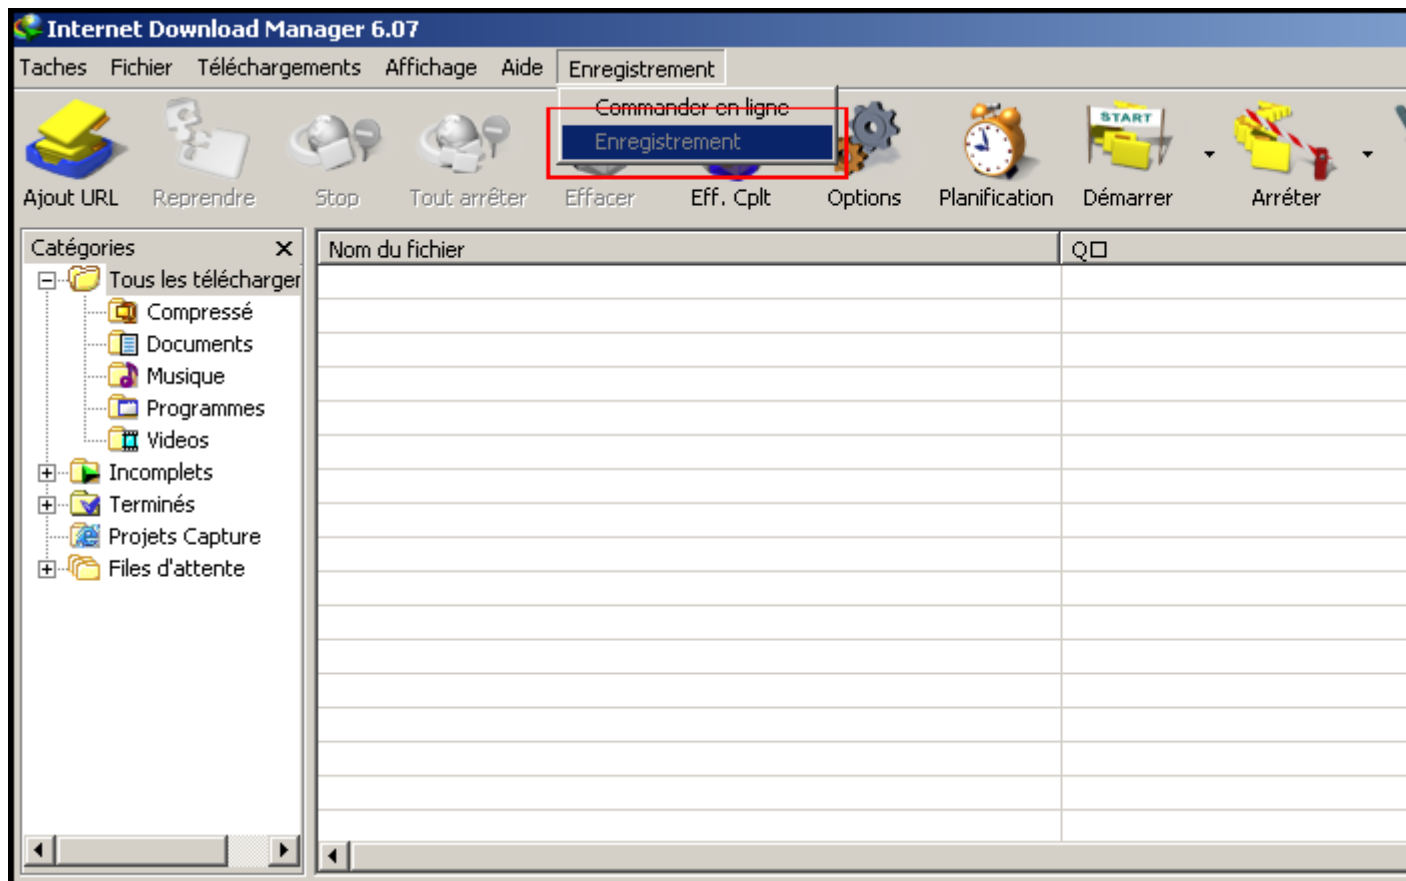 Internet Download Manager 6.07
Taches Fichier Téléchargements Affichage Aide Enregistrement
Commander en ligne
Enregistrement
START
Ajout URL Reprendre Stop Tout arrêter Effacer Eff. Cplt Options Planification Démarrer Arréter
Catégories Nom du fichier Q□
Tous les télécharger
Compressé
Documents
Musique
Programmes
Videos
Incomplets
Terminés
Projets Capture
Files d'attente